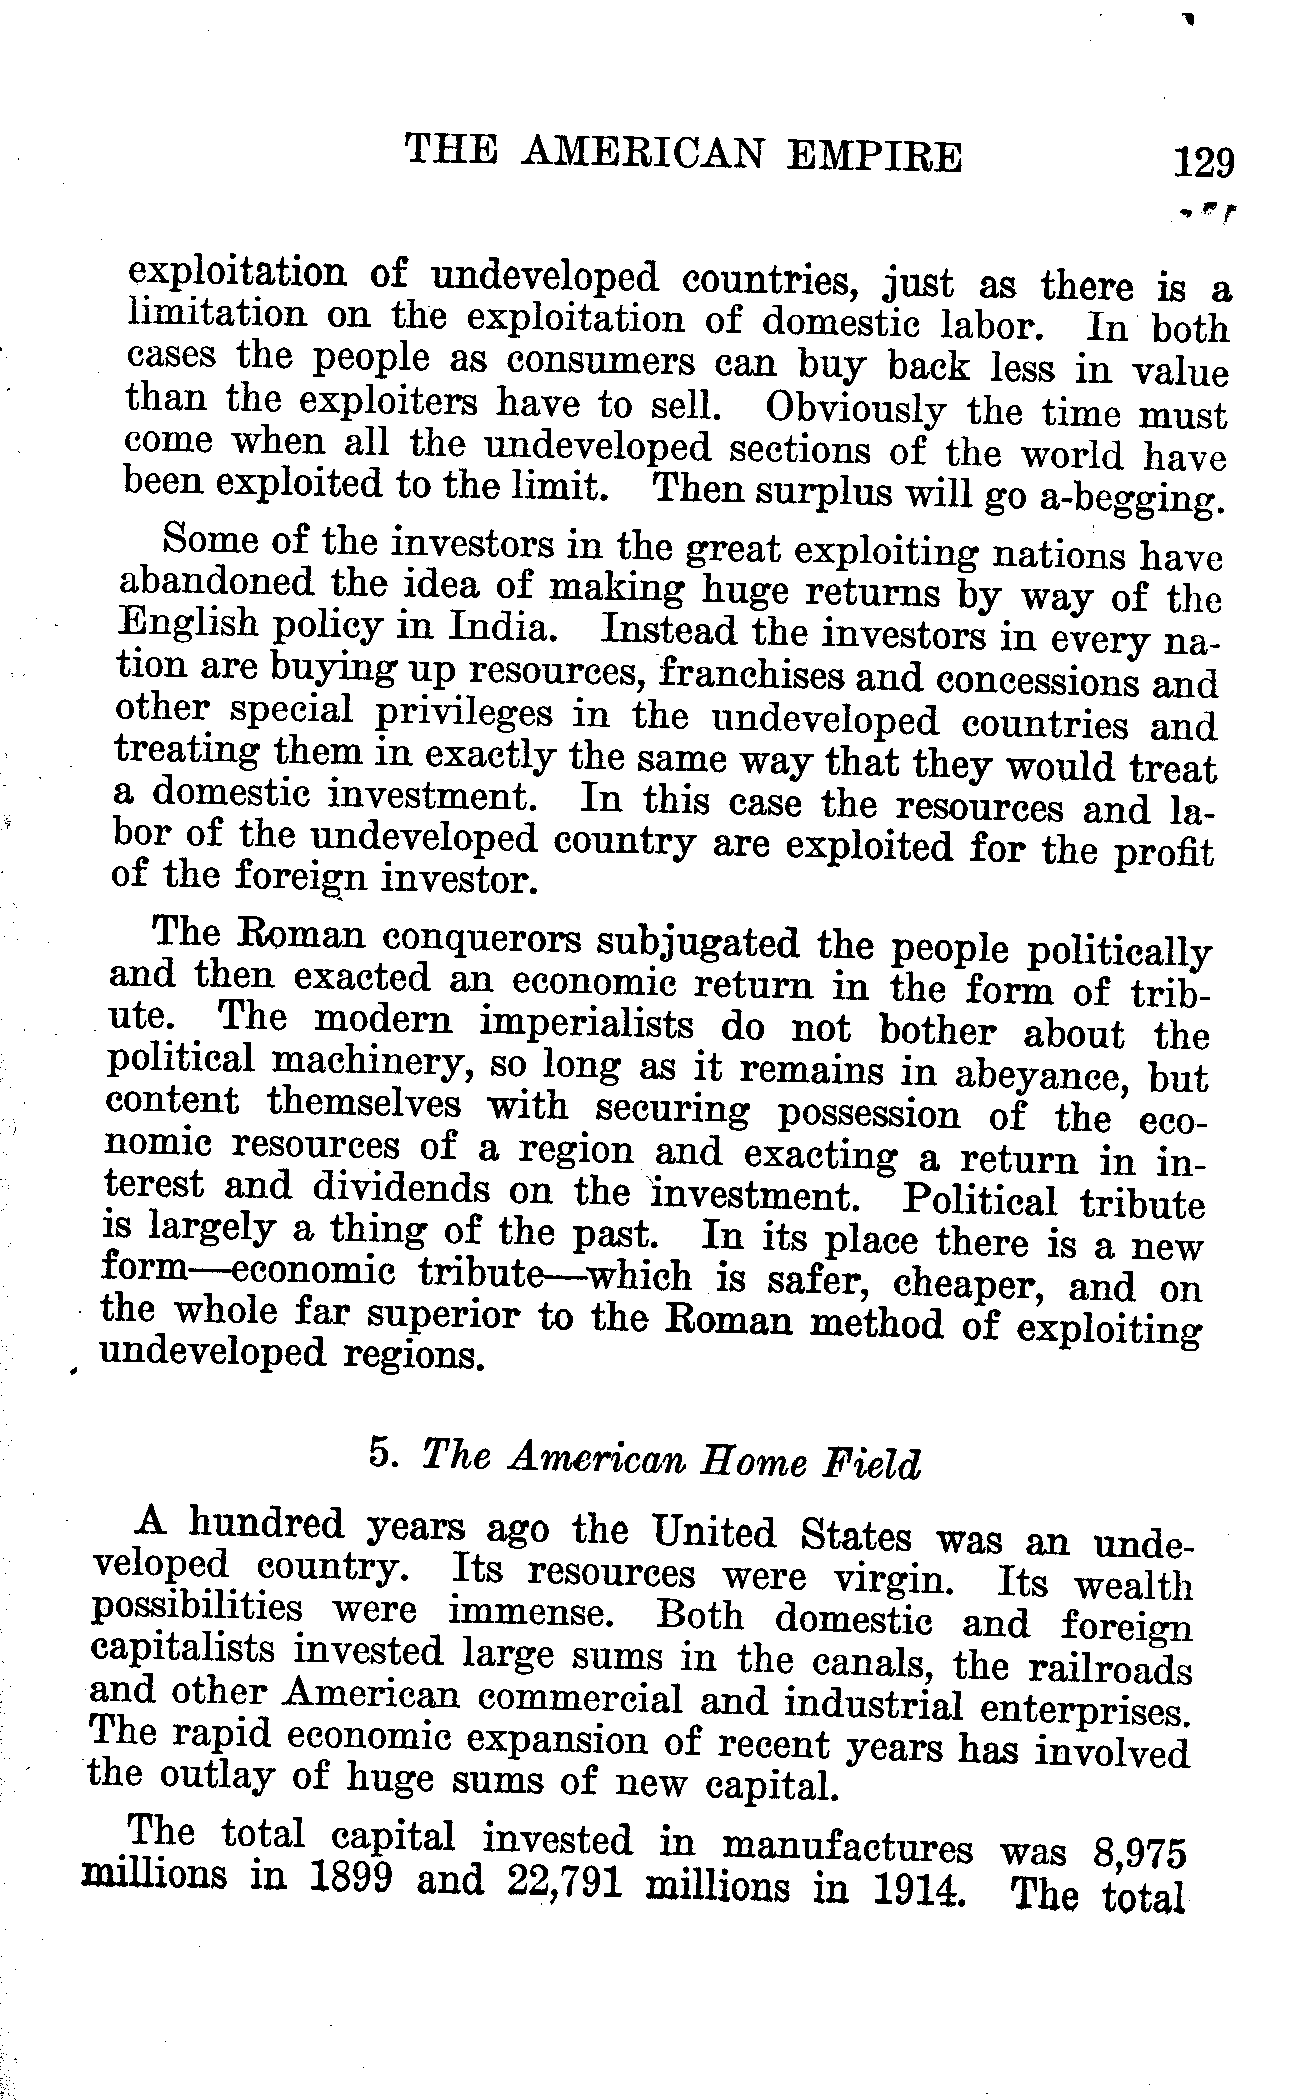 THE AMERICAN EMPIRE 129
exploitation of undeveloped countries, just as there is a
limitation on the exploitation of domestic labor. In both
cases the people as consumers can buy back less in value
than the exploiters have to sell. Obviously the time must
come when all the undeveloped sections of the world have
been exploited to the limit. Then surplus will go a-begging.
Some of the investors in the great exploiting nations have
abandoned the idea of making huge returns by way of the
English policy in India. Instead the investors in every na-
tion are buying up resources, franchises and concessions and
other special privileges in the undeveloped countries and
treating them in exactly the same way that they would treat
a domestic investment. In this case the resources and la-
bor of the undeveloped country are exploited for the profit
of the foreign investor.
The Roman conquerors subjugated the people politically
and then exacted an economic return in the form of trib-
ute. The modern imperialists do not bother about the
political machinery, so long as it remains in abeyance, but
content themselves with securing possession of the eco-
nomic resources of a region and exacting a return in in-
terest and dividends on the investment. Political tribute
is largely a thing of the past. In its place there is a new
form—economic tribute—which is safer, cheaper, and on
the whole far superior to the Roman method of exploiting
undeveloped regions.
5. The American Home Field
A hundred years ago the United States was an unde-
veloped country. Its resources were virgin. Its wealth
possibilities were immense. Both domestic and foreign
capitalists invested large sums in the canals, the railroads
and other American commercial and industrial enterprises.
The rapid economic expansion of recent years has involved
the outlay of huge sums of new capital.
The total capital invested in manufactures was 8,975
millions in 1899 and 22,791 millions in 1914. The total